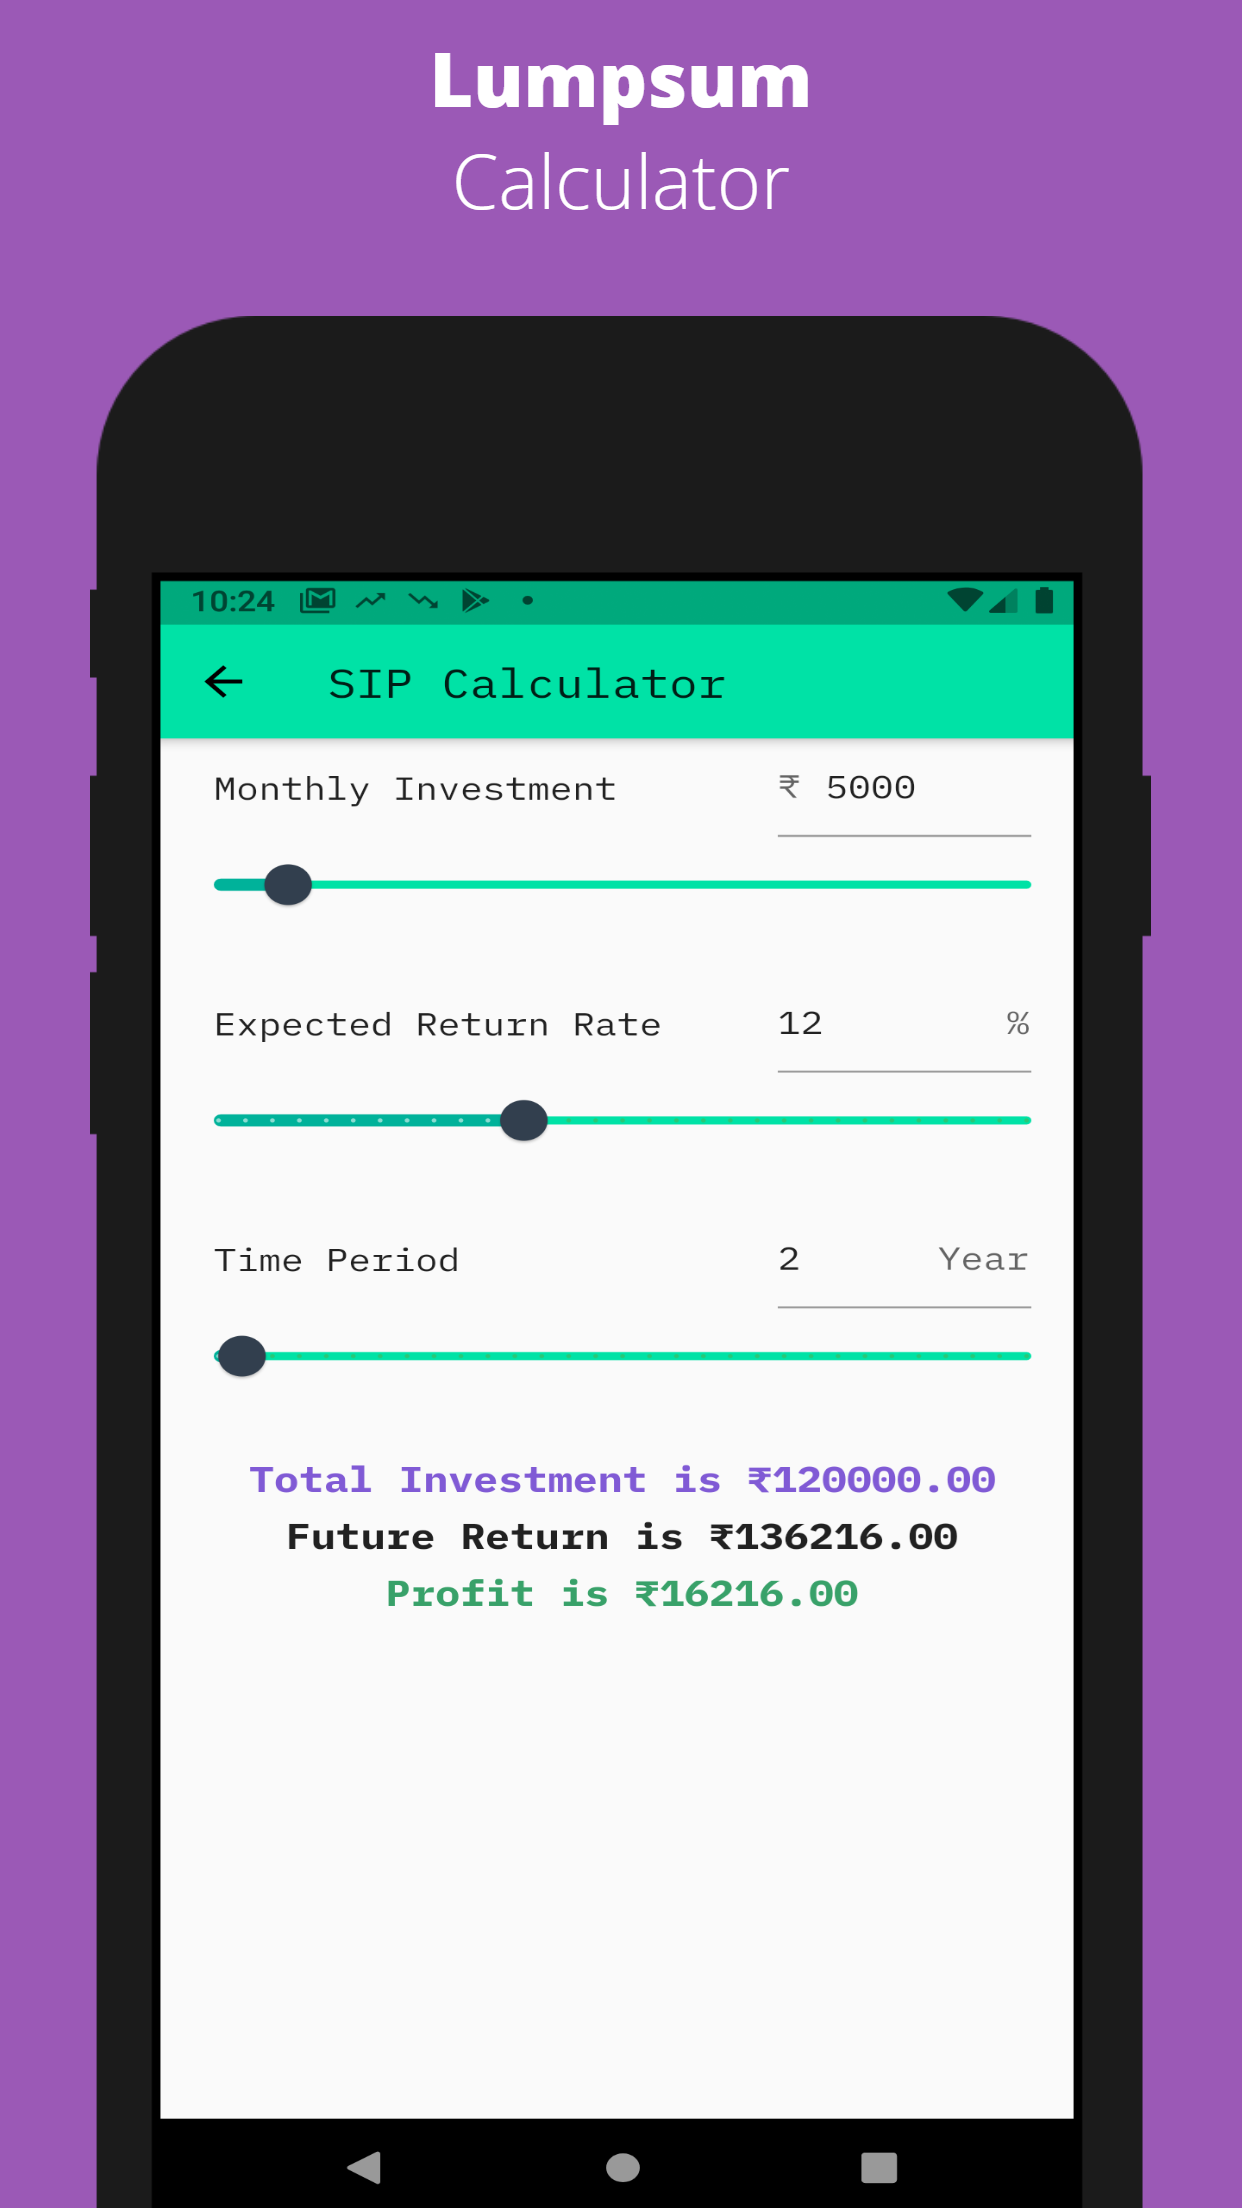 Lumpsum
Calculator
10:24
SIP Calculator
Monthly Investment ₹ 5000
Expected Return Rate 12 %
Time Period 2 Year
Total Investment is ₹120000.00
Future Return is ₹136216.00
Profit is ₹16216.00